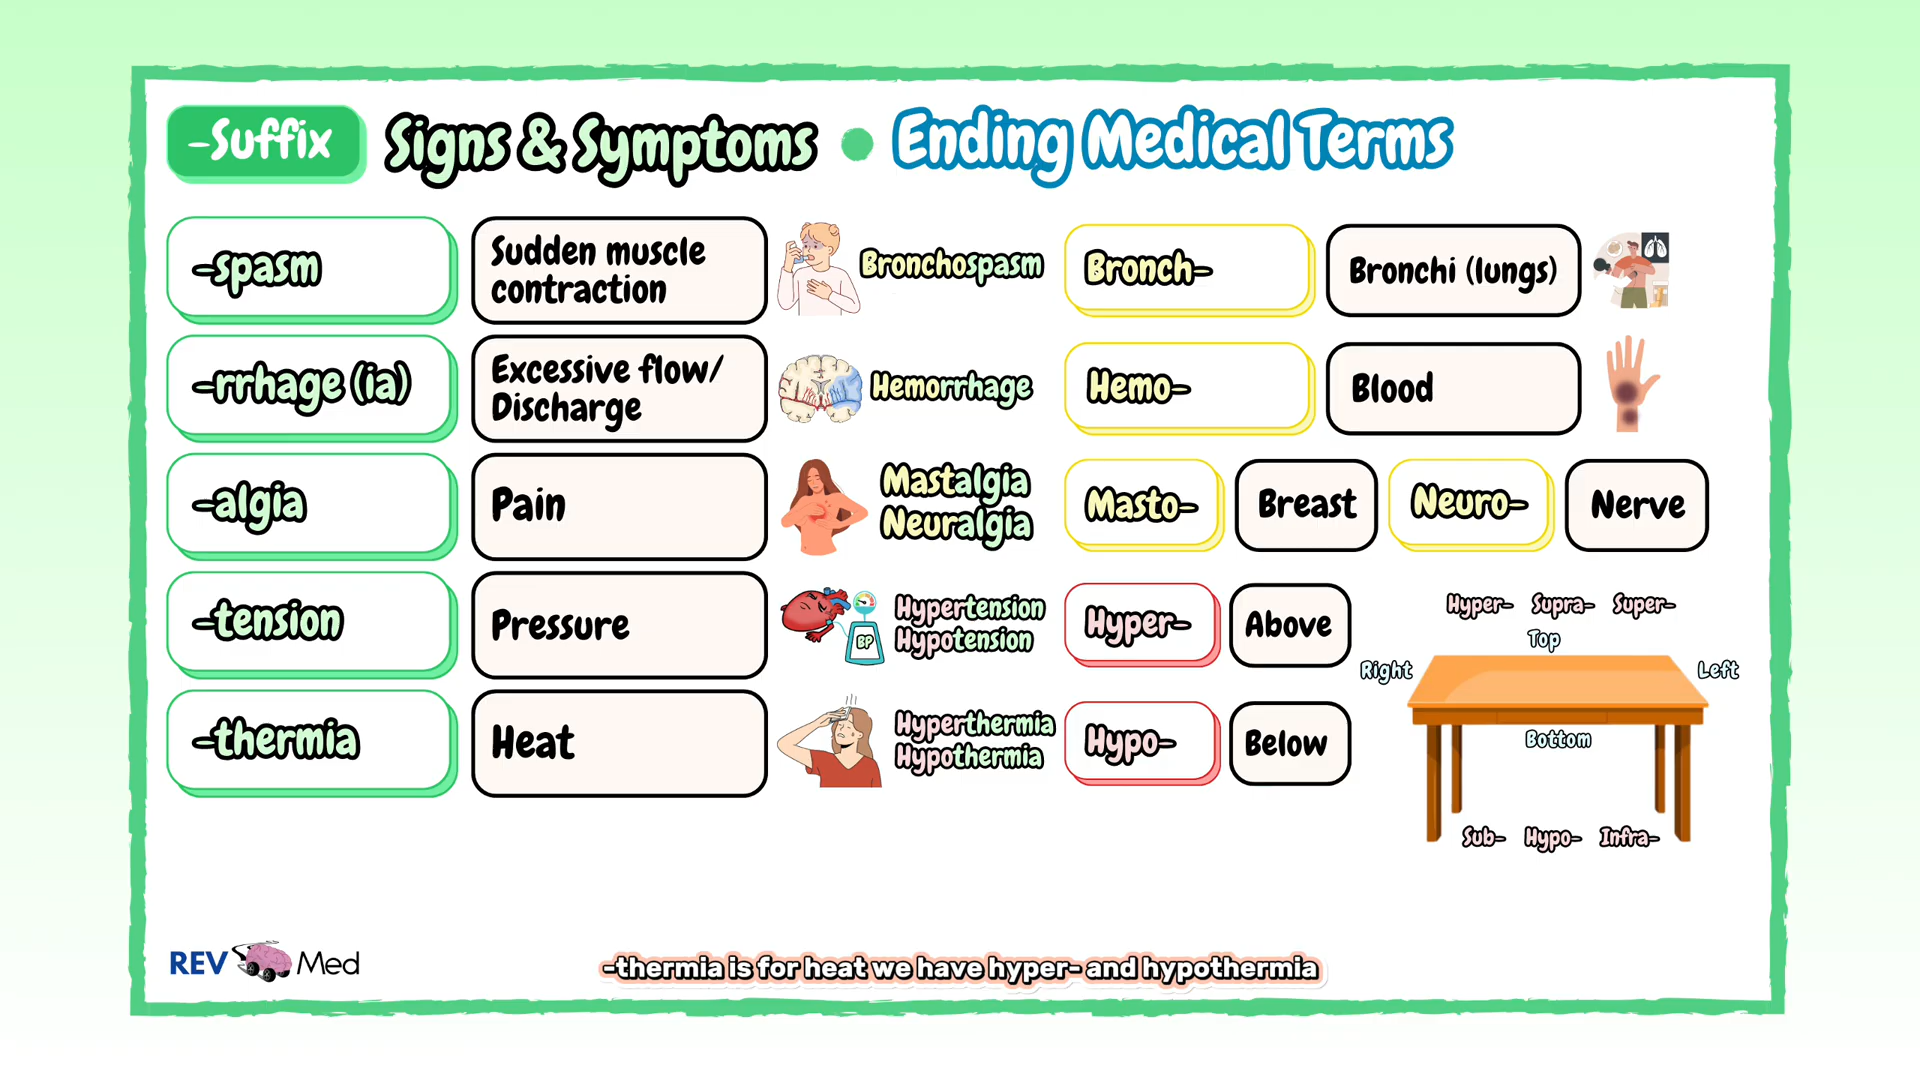 -Suffix Signs & Symptoms • Ending Medical Terms
-spasm
Sudden muscle
contraction
Bronchospasm
Bronch-
Bronchi (lungs)
-rrhage (ia)
Excessive flow/
Discharge
Hemorrhage
Hemo-
Blood
-algia
Pain
Mastalgia
Neuralgia
Masto-
Breast
Neuro-
Nerve
-tension
Pressure
BP
Hypertension
Hypotension
Hyper-
Above
-thermia
Heat
Hyperthermia
Hypothermia
Hypo-
Below
Hyper- Supra- Super-
Top
Right
Left
Bottom
Sub- Hypo- Infra-
REV Med
-thermia is for heat we have hyper- and hypothermia